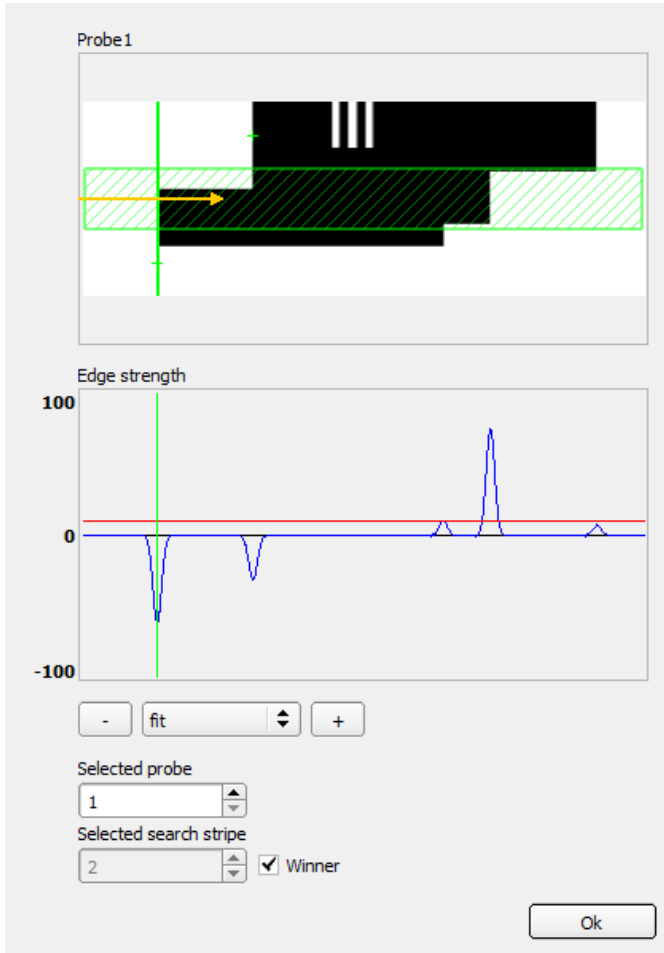 Probe1
Edge strength
100
0
-100
- fit +
Selected probe
1
Selected search stripe
2 Winner
Ok